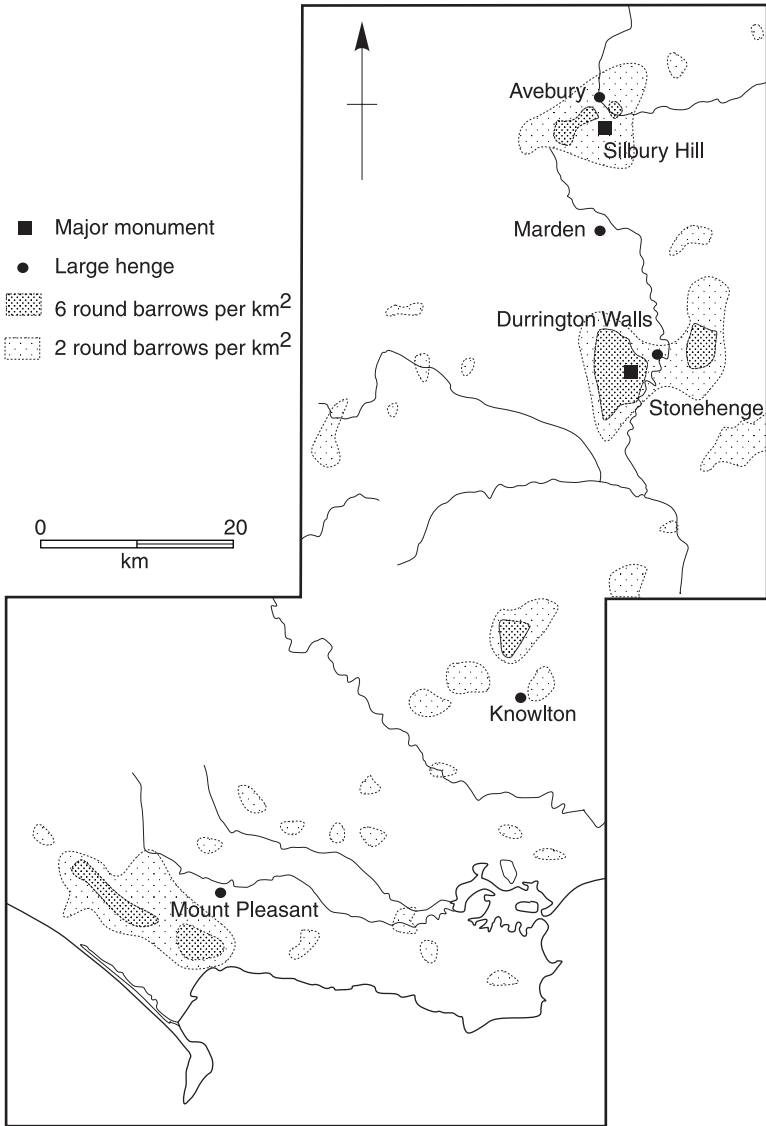 Avebury
Silbury Hill
Major monument
Marden
Large henge
6 round barrows per km²
Durrington Walls
2 round barrows per km²
Stonehenge
0 20
km
Knowlton
Mount Pleasant